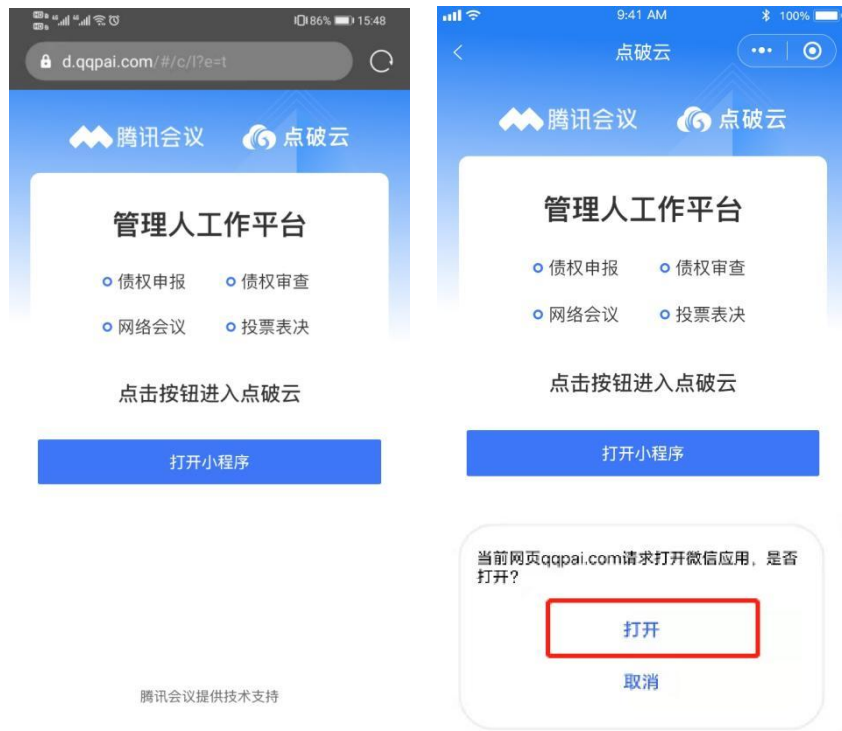 86% 15:48
d.qqpai.com/#/c/l?e=t
腾讯会议 点破云
管理人工作平台
债权申报 债权审查
网络会议 投票表决
点击按钮进入点破云
打开小程序
腾讯会议提供技术支持
9:41 AM 100%
点破云
腾讯会议 点破云
管理人工作平台
债权申报 债权审查
网络会议 投票表决
点击按钮进入点破云
打开小程序
当前网页qqpai.com请求打开微信应用，是否
打开？
打开
取消